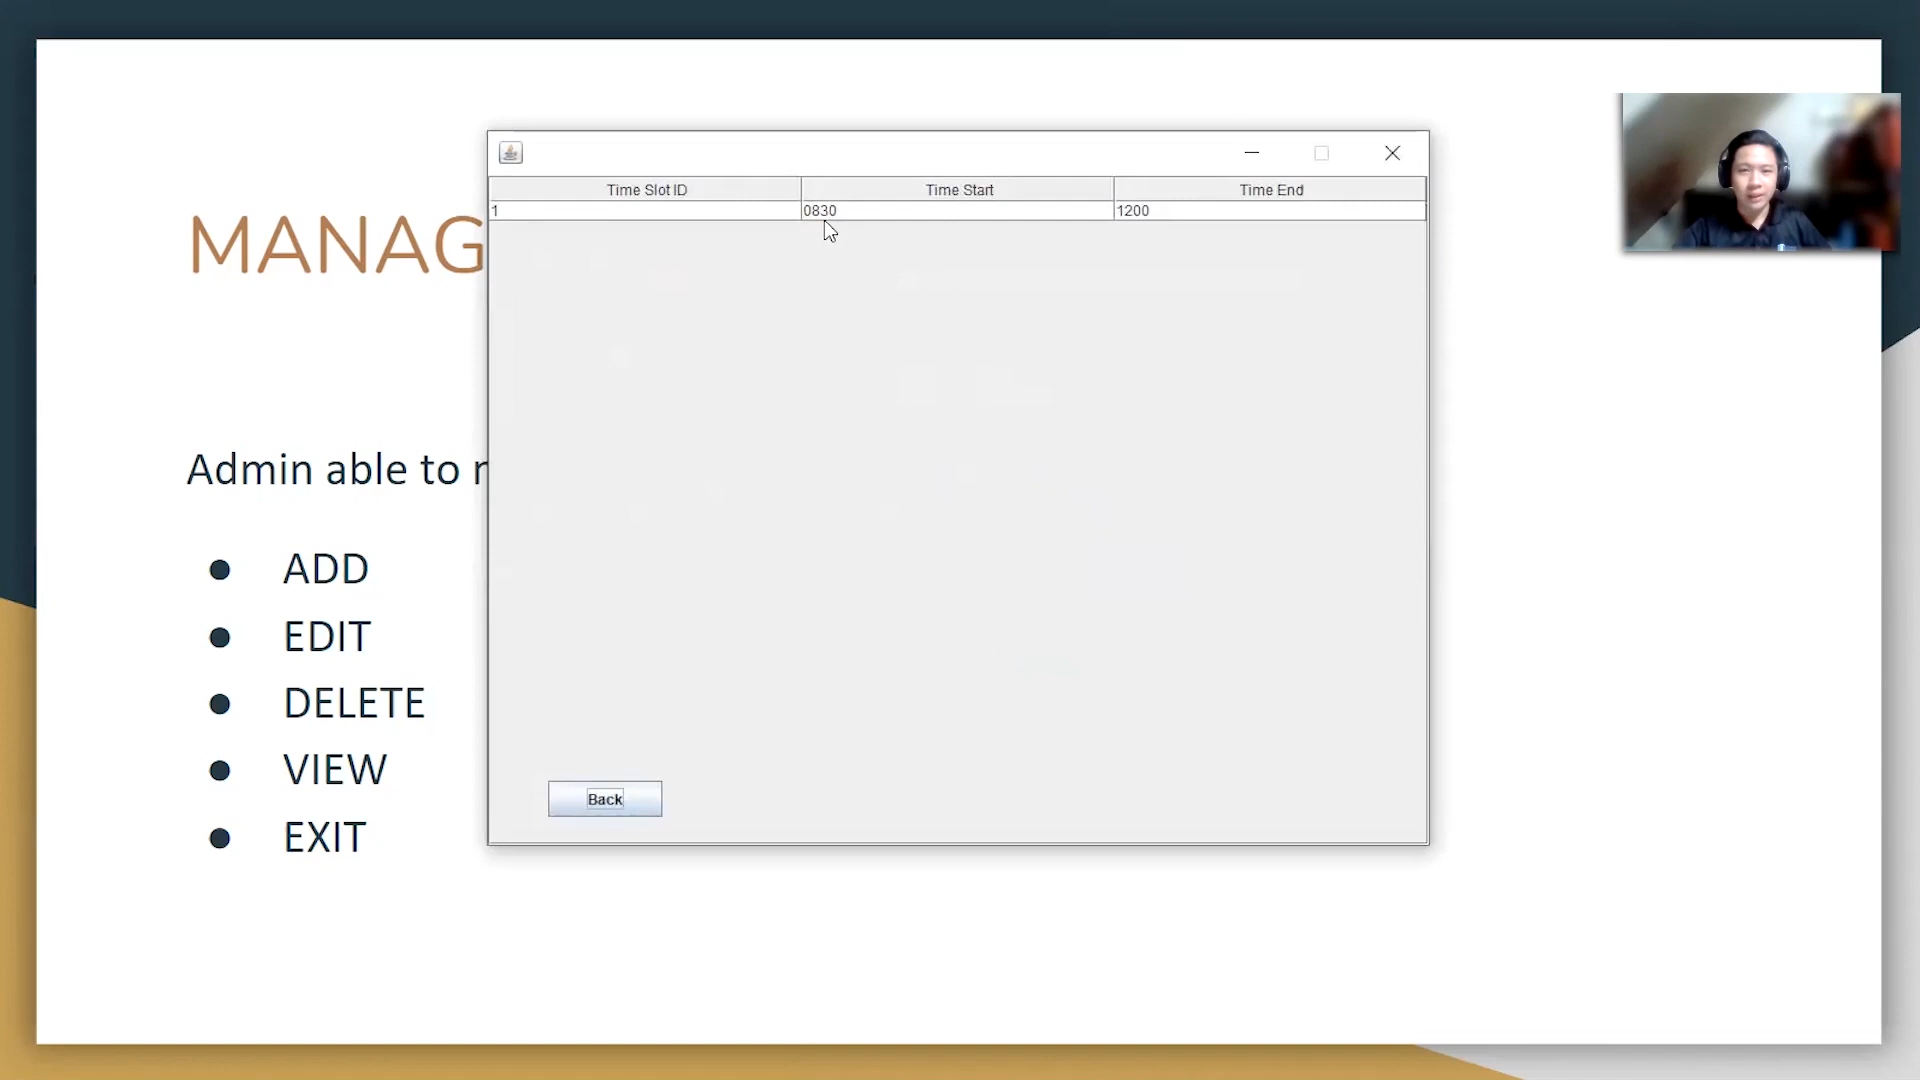 Time Slot ID Time Start Time End
1 0830 1200
MANAG
Admin able to
ADD
EDIT
DELETE
VIEW
EXIT
Back